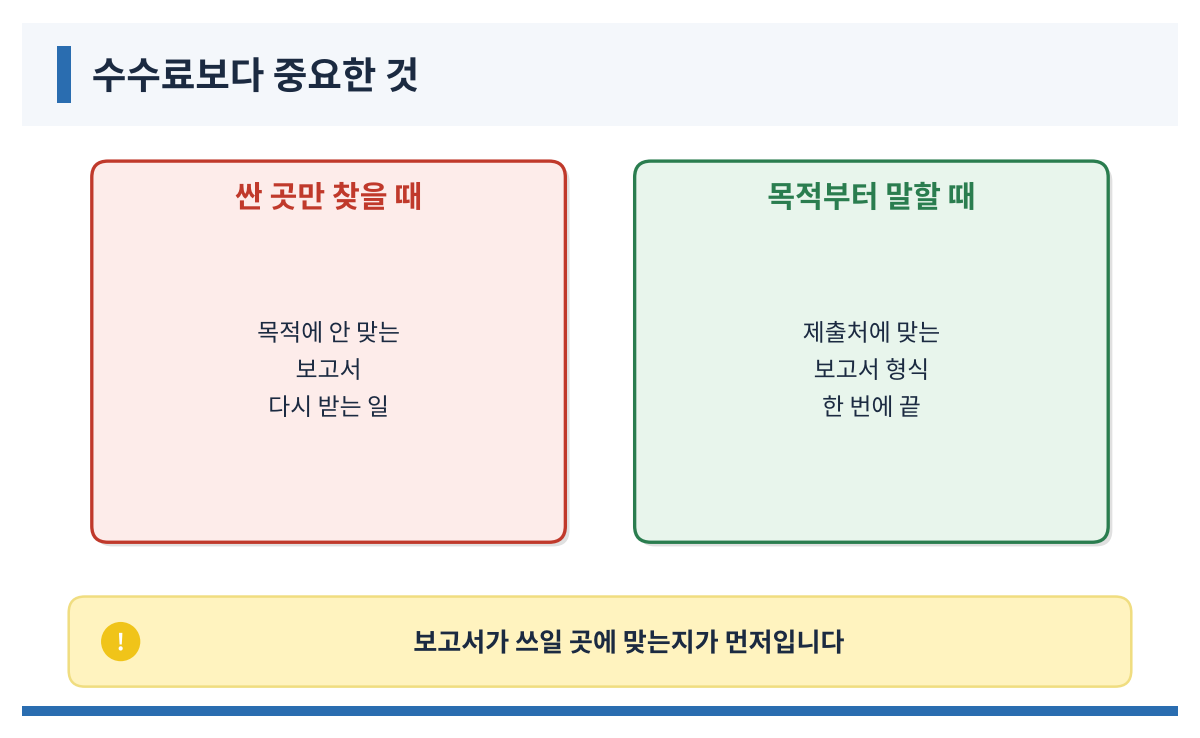 수수료보다 중요한 것
싼 곳만 찾을 때
목적에 안 맞는
보고서
다시 받는 일
목적부터 말할 때
제출처에 맞는
보고서 형식
한 번에 끝
!
보고서가 쓰일 곳에 맞는지가 먼저입니다